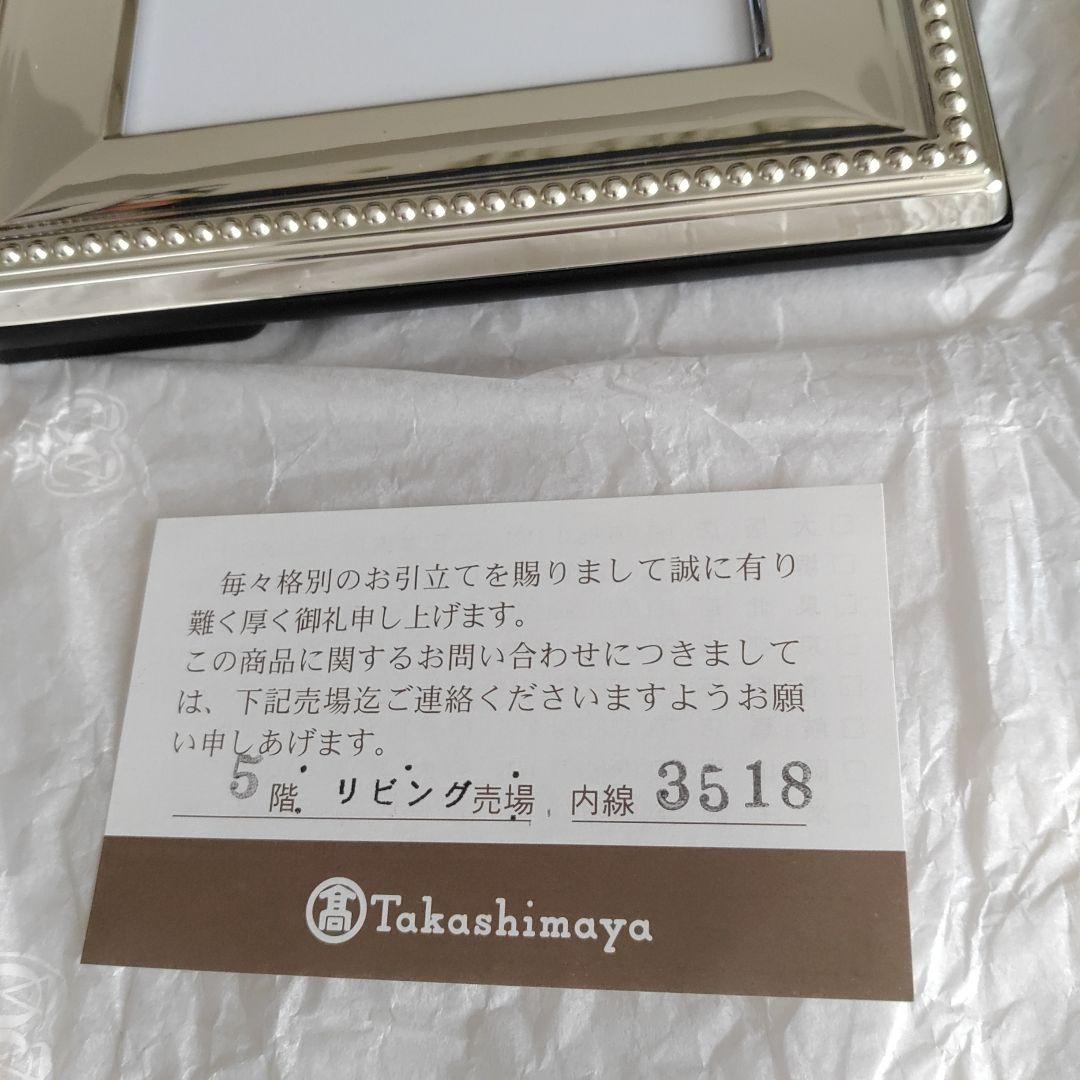 毎々格別のお引立てを賜りまして誠に有り
難く厚く御礼申し上げます。
この商品に関するお問い合わせにつきまして
は、下記売場迄ご連絡くださいますようお願
い申しあげます。
5階 リビング売場 内線 3518
髙 Takashimaya